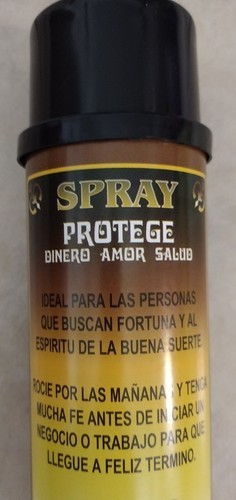 SPRAY
PROTEGE
DINERO AMOR SALUD
IDEAL PARA LAS PERSONAS
QUE BUSCAN FORTUNA Y AL
ESPIRITU DE LA BUENA SUERTE.
ROCIE POR LAS MAÑANAS Y TENGA
MUCHA FE ANTES DE INICIAR UN
NEGOCIO O TRABAJO PARA QUE
LLEGUE A FELIZ TERMINO.